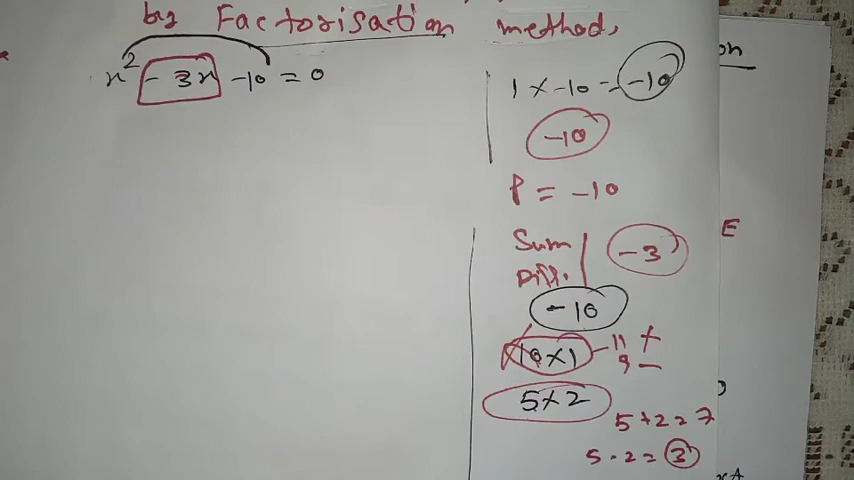 by Factorisation method,
x² - 3x - 10 = 0
1 × -10 = -10
-10
P = -10
Sum
Diff.
-3
-10
10×1 - 11 +
9 -
5×2
5+2 = 7
5-2 = 3
on
E